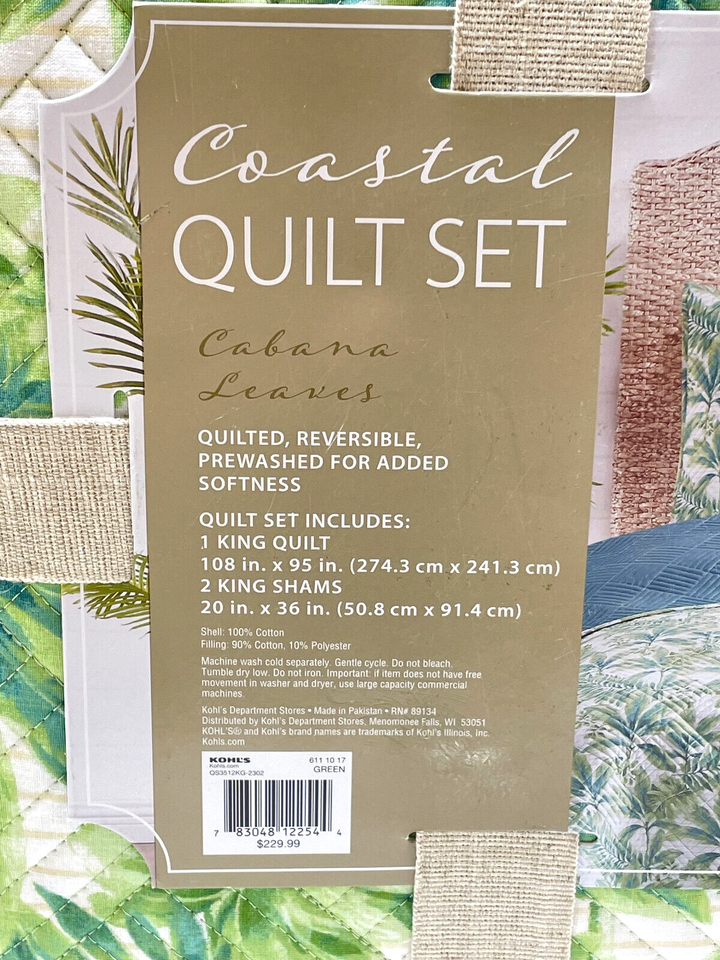 Coastal
QUILT SET
Cabana
Leaves
QUILTED, REVERSIBLE,
PREWASHED FOR ADDED
SOFTNESS
QUILT SET INCLUDES:
1 KING QUILT
108 in. x 95 in. (274.3 cm x 241.3 cm)
2 KING SHAMS
20 in. x 36 in. (50.8 cm x 91.4 cm)
Shell: 100% Cotton
Filling: 90% Cotton, 10% Polyester
Machine wash cold separately. Gentle cycle. Do not bleach.
Tumble dry low. Do not iron. Important: if item does not have free
movement in washer and dryer, use large capacity commercial
machines.
Kohl's Department Stores • Made in Pakistan • RN# 89134
Distributed by Kohl's Department Stores, Menomonee Falls, WI 53051
KOHL'S® and Kohl's brand names are trademarks of Kohl's Illinois, Inc.
Kohls.com
KOHL'S 611 10 17
Kohls.com
QS3512KG-2302 GREEN
7 83048 12254 4
$229.99